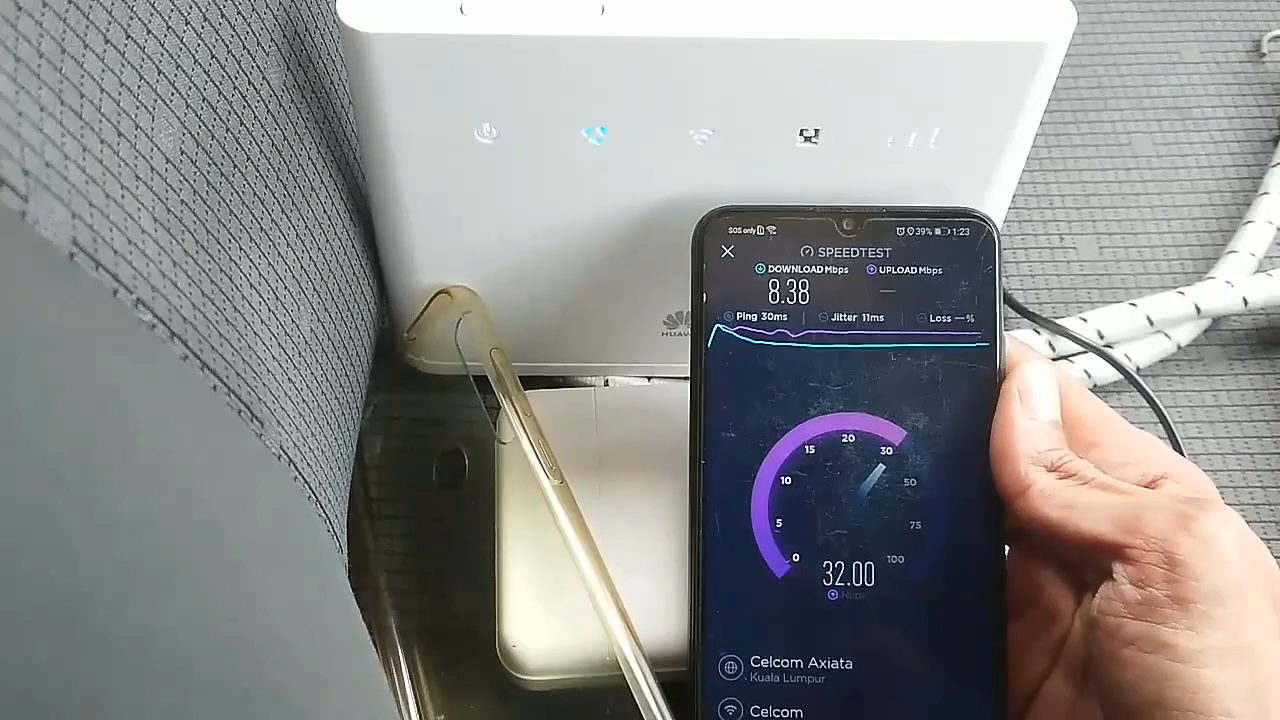 SOS only 39% 1:23
SPEEDTEST
DOWNLOAD Mbps UPLOAD Mbps
8.38 —
Ping 30ms Jitter 11ms Loss —%
0
5
10
15
20
30
50
75
100
32.00
Mbps
Celcom Axiata
Kuala Lumpur
Celcom